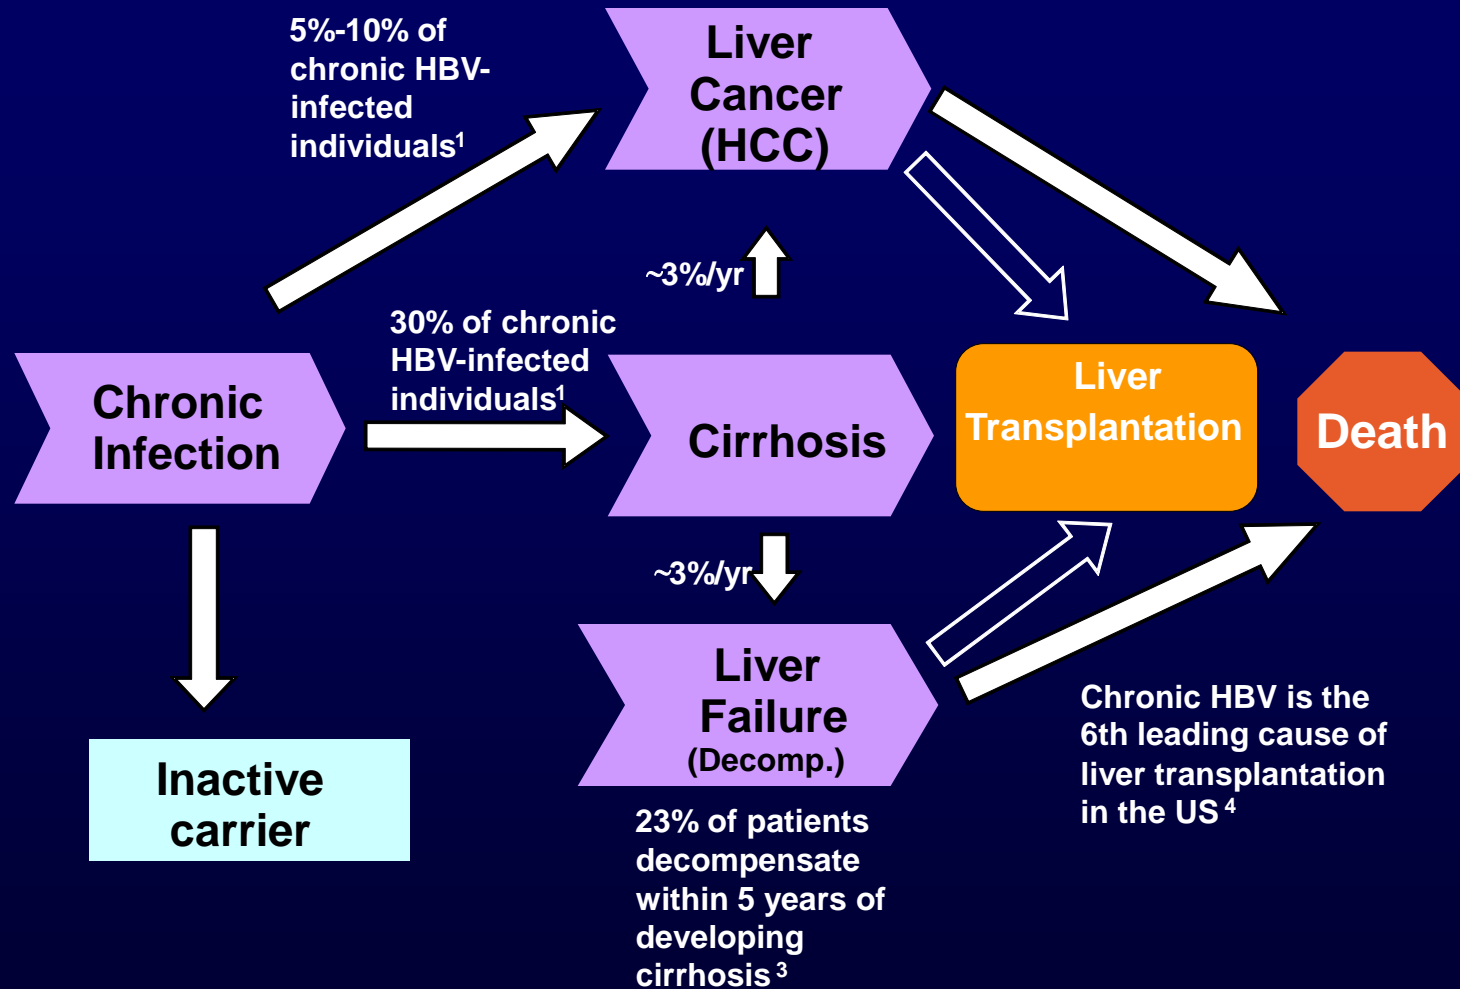 5%-10% of
chronic HBV-
infected
individuals1
Liver
Cancer
(HCC)
~3%/yr
30% of chronic
HBV-infected
individuals1
Chronic
Infection
Cirrhosis
Liver
Transplantation
Death
~3%/yr
Liver
Failure
(Decomp.)
Inactive
carrier
23% of patients
decompensate
within 5 years of
developing
cirrhosis 3
Chronic HBV is the
6th leading cause of
liver transplantation
in the US 4